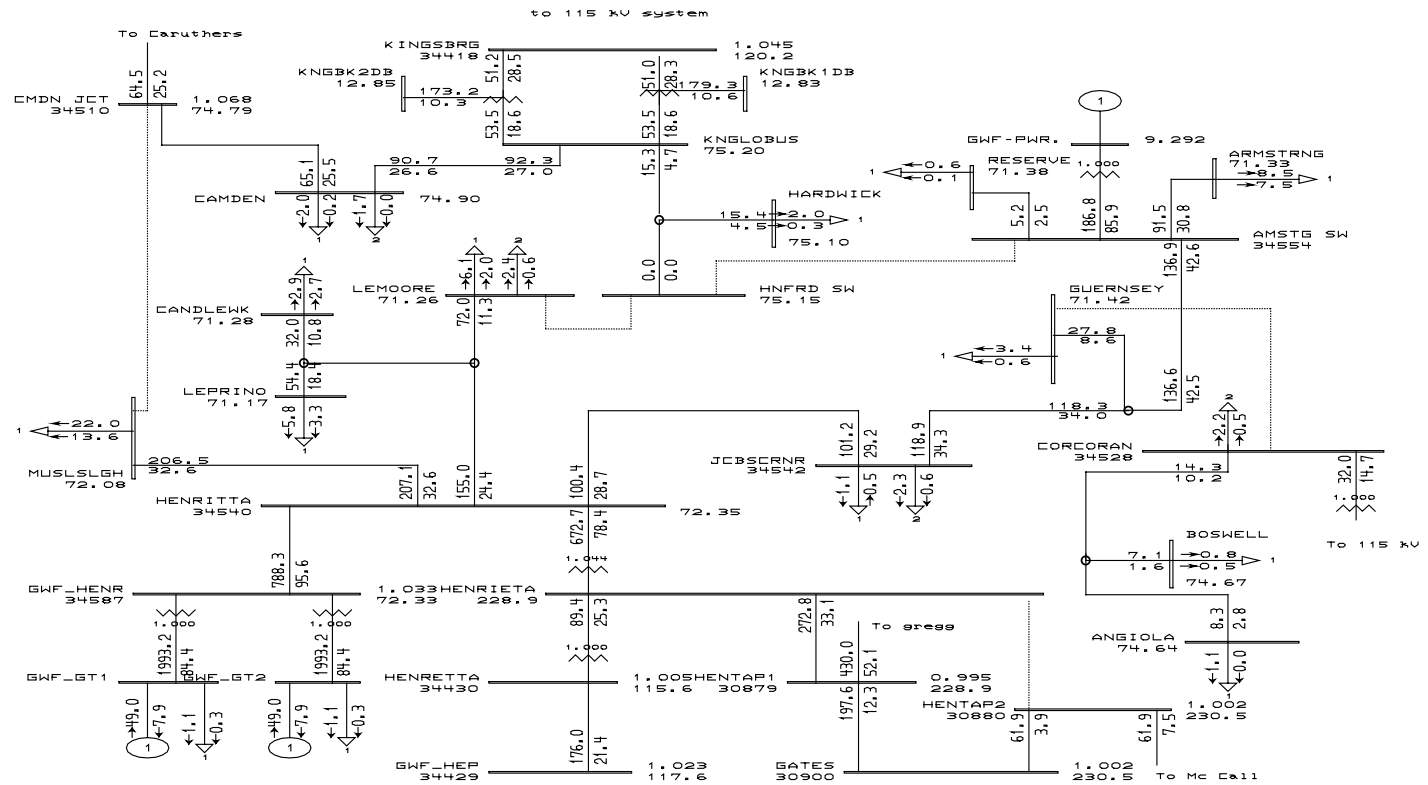 to 115 kV system
To Caruthers
KINGSBRG 1.045
34418 120.2
51.2 28.5
51.0 28.3
KNGBK2DB
12.85
173.2
10.3
KNGBK1DB
12.83
179.3
10.6
64.5 25.2
CMDN JCT 1.068
34510 74.79
53.5 18.6
53.5 18.6
KNGLOBUS
75.20
15.3 4.7
90.7 92.3
26.6 27.0
65.1 25.5
CAMDEN 74.90
2.0 0.2
1.7 0.0
1 2
HARDWICK
15.4 2.0 1
4.5 0.3
75.10
1
GWF-PWR. 9.292
1.000
RESERVE
71.38
1 0.6
0.1
ARMSTRNG
71.33
8.5 1
7.5
5.2 2.5
186.8 85.9
91.5 30.8
AMSTG SW
34554
136.9 42.6
0.0 0.0
HNFRD SW
75.15
1 2
6.1 2.0
2.4 0.6
LEMOORE
71.26
72.0 11.3
1
2.9 2.7
CANDLEWK
71.28
32.0 10.8
54.4 18.4
LEPRINO
71.17
5.8 3.3
1
GUERNSEY
71.42
27.8
8.6
1 3.4
0.6
136.6 42.5
118.3
34.0
1 22.0
13.6
MUSLSLGH
72.08
206.5
32.6
207.1 32.6
155.0 24.4
100.4 28.7
101.2 29.2
118.9 34.3
JCBSCRNR
34542
1.1 0.5
2.3 0.6
1 2
2
2.2 0.5
CORCORAN
34528
14.3
10.2
32.0 14.7
To 115 kV
HENRITTA 72.35
34540
672.7 78.4
1.044
788.3 95.6
BOSWELL
7.1 0.8 1
1.6 0.5
74.67
GWF_HENR 1.033
34587 72.33
1.000
1.000
HENRIETA
228.9
89.4 25.3
1.000
272.8 33.1
8.3 2.8
ANGIOLA
74.64
1.1 0.0
1
To gregg
430.0 52.1
1993.2 84.4
1993.2 84.4
GWF_GT1
GWF_GT2
HENRETTA 1.005
34430 115.6
HENTAP1 0.995
30879 228.9
197.6 12.3
49.0 7.9
1.1 0.3
49.0 7.9
1.1 0.3
1 1 1 1
HENTAP2 1.002
30880 230.5
61.9 3.9
61.9 7.5
176.0 21.4
GWF_HEP 1.023
34429 117.6
GATES 1.002
30900 230.5
To Mc Call